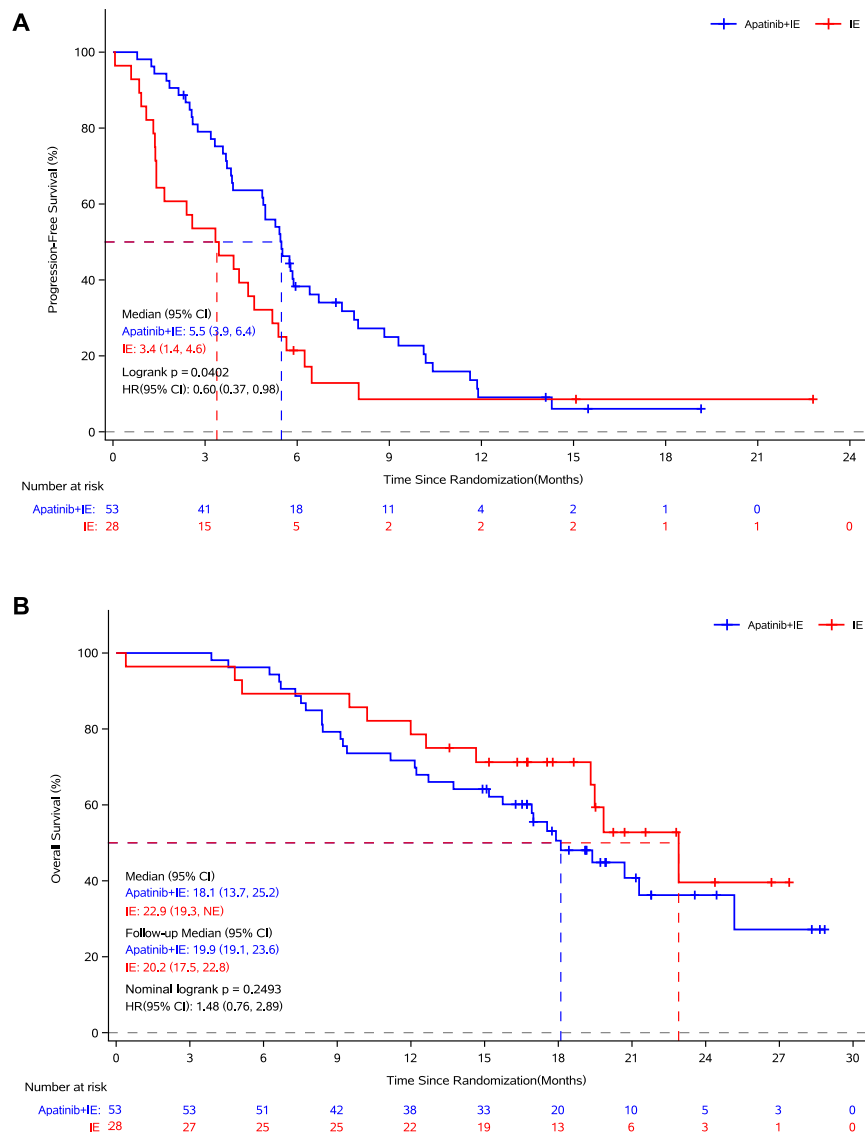 A
Apatinib+IE IE
100
80
60
40
20
0
Progression-Free Survival (%)
Median (95% CI)
Apatinib+IE: 5.5 (3.9, 6.4)
IE: 3.4 (1.4, 4.6)
Logrank p = 0.0402
HR(95% CI): 0.60 (0.37, 0.98)
0 3 6 9 12 15 18 21 24
Time Since Randomization(Months)
Number at risk
Apatinib+IE: 53 41 18 11 4 2 1 0
IE: 28 15 5 2 2 2 1 1 0
B
Apatinib+IE IE
100
80
60
40
20
0
Overall Survival (%)
Median (95% CI)
Apatinib+IE: 18.1 (13.7, 25.2)
IE: 22.9 (19.3, NE)
Follow-up Median (95% CI)
Apatinib+IE: 19.9 (19.1, 23.6)
IE: 20.2 (17.5, 22.8)
Nominal logrank p = 0.2493
HR(95% CI): 1.48 (0.76, 2.89)
0 3 6 9 12 15 18 21 24 27 30
Time Since Randomization(Months)
Number at risk
Apatinib+IE: 53 53 51 42 38 33 20 10 5 3 0
IE 28 27 25 25 22 19 13 6 3 1 0